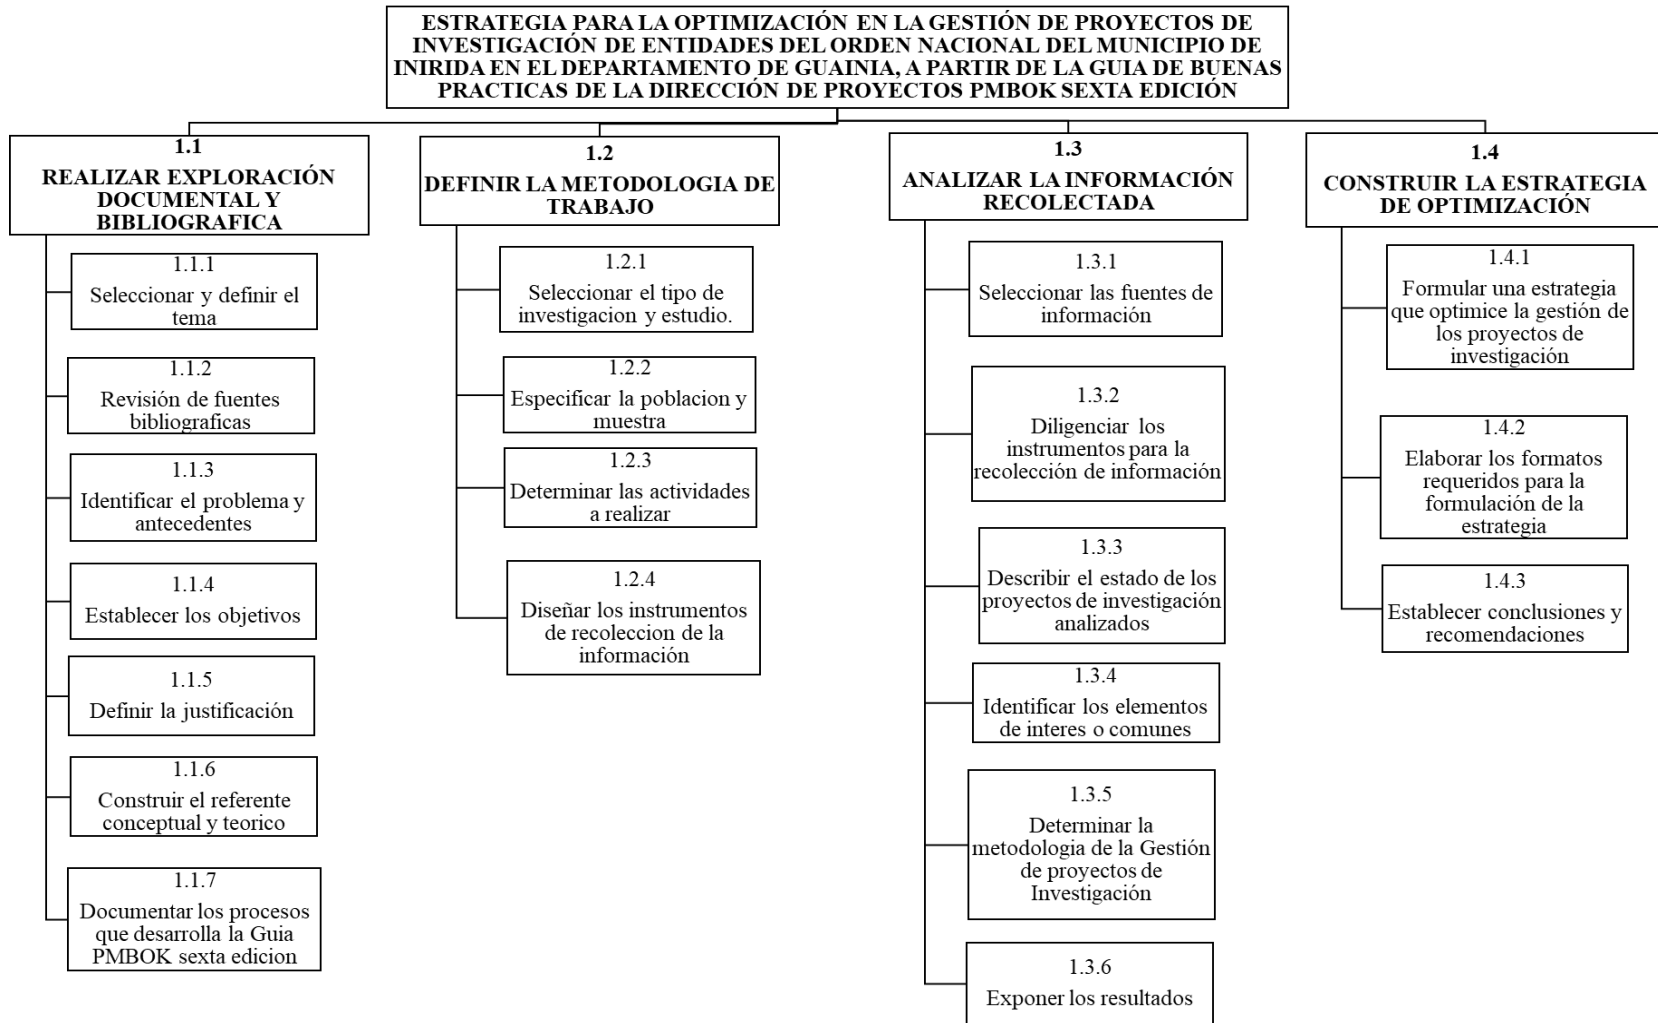 ESTRATEGIA PARA LA OPTIMIZACIÓN EN LA GESTIÓN DE PROYECTOS DE
INVESTIGACIÓN DE ENTIDADES DEL ORDEN NACIONAL DEL MUNICIPIO DE
INIRIDA EN EL DEPARTAMENTO DE GUAINIA, A PARTIR DE LA GUIA DE BUENAS
PRACTICAS DE LA DIRECCIÓN DE PROYECTOS PMBOK SEXTA EDICIÓN
1.1
REALIZAR EXPLORACIÓN
DOCUMENTAL Y
BIBLIOGRAFICA
1.1.1
Seleccionar y definir el
tema
1.1.2
Revisión de fuentes
bibliograficas
1.1.3
Identificar el problema y
antecedentes
1.1.4
Establecer los objetivos
1.1.5
Definir la justificación
1.1.6
Construir el referente
conceptual y teorico
1.1.7
Documentar los procesos
que desarrolla la Guia
PMBOK sexta edicion
1.2
DEFINIR LA METODOLOGIA DE
TRABAJO
1.2.1
Seleccionar el tipo de
investigacion y estudio.
1.2.2
Especificar la poblacion y
muestra
1.2.3
Determinar las actividades
a realizar
1.2.4
Diseñar los instrumentos
de recoleccion de la
información
1.3
ANALIZAR LA INFORMACIÓN
RECOLECTADA
1.3.1
Seleccionar las fuentes de
información
1.3.2
Diligenciar los
instrumentos para la
recolección de información
1.3.3
Describir el estado de los
proyectos de investigación
analizados
1.3.4
Identificar los elementos
de interes o comunes
1.3.5
Determinar la
metodologia de la Gestión
de proyectos de
Investigación
1.3.6
Exponer los resultados
1.4
CONSTRUIR LA ESTRATEGIA
DE OPTIMIZACIÓN
1.4.1
Formular una estrategia
que optimice la gestión de
los proyectos de
investigación
1.4.2
Elaborar los formatos
requeridos para la
formulación de la
estrategia
1.4.3
Establecer conclusiones y
recomendaciones